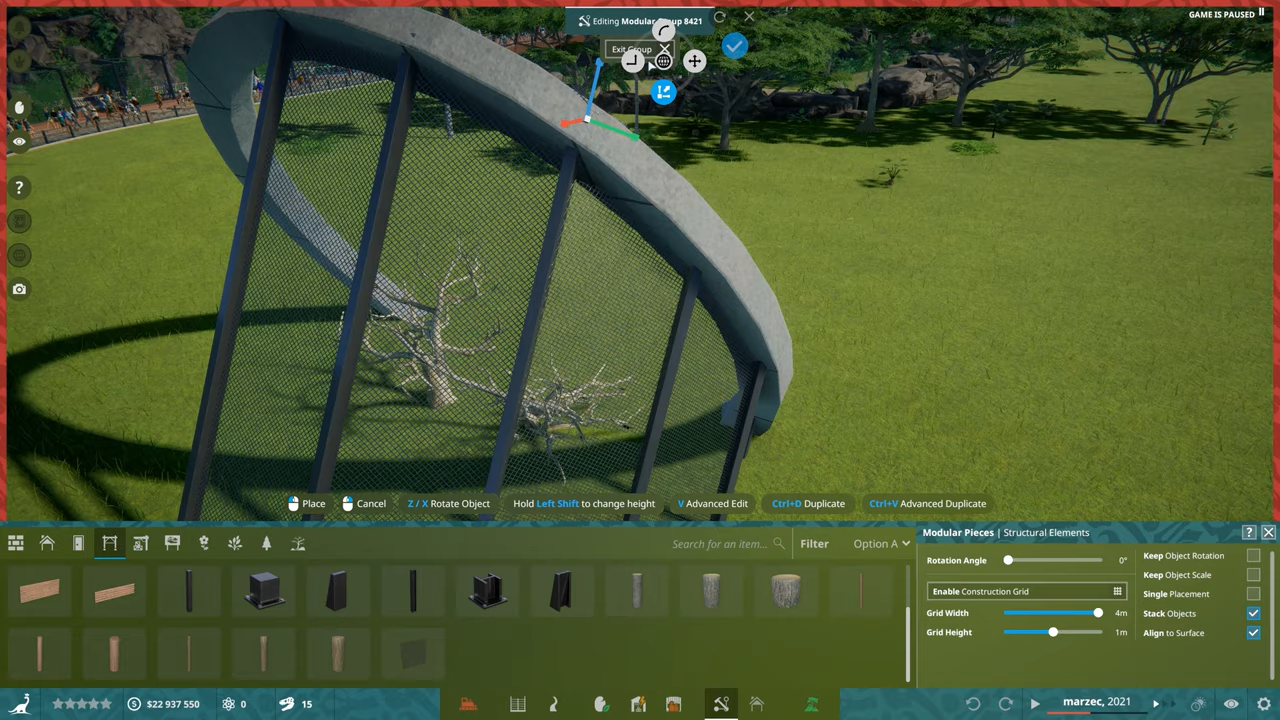 Editing Modular Group 8421
GAME IS PAUSED
Exit Group
?
Place
Cancel
Z / X Rotate Object
Hold Left Shift to change height
V Advanced Edit
Ctrl+D Duplicate
Ctrl+V Advanced Duplicate
Search for an item...
Filter
Option A
Modular Pieces | Structural Elements
?
Rotation Angle
0°
Enable Construction Grid
Grid Width
4m
Grid Height
1m
Keep Object Rotation
Keep Object Scale
Single Placement
Stack Objects
Align to Surface
$22 937 550
0
15
marzec, 2021